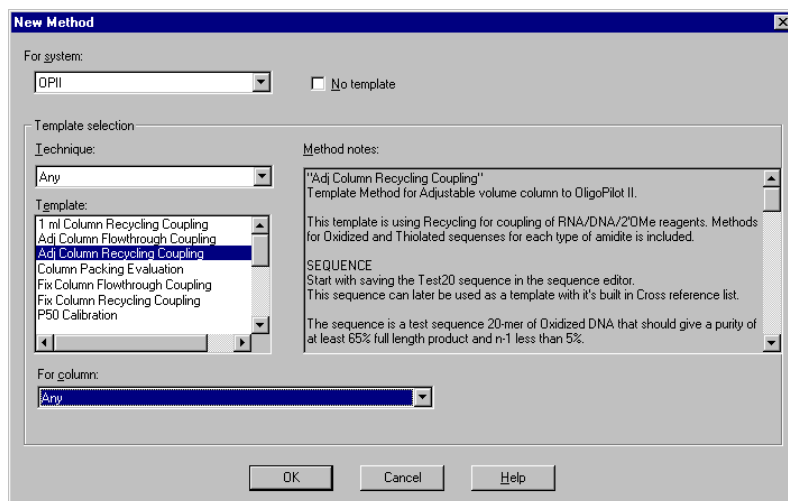 New Method
For system:
OPII
No template
Template selection
Technique:
Any
Template:
1 ml Column Recycling Coupling
Adj Column Flowthrough Coupling
Adj Column Recycling Coupling
Column Packing Evaluation
Fix Column Flowthrough Coupling
Fix Column Recycling Coupling
P50 Calibration
Method notes:
"Adj Column Recycling Coupling"
Template Method for Adjustable volume column to OligoPilot II.
This template is using Recycling for coupling of RNA/DNA/2'OMe reagents. Methods
for Oxidized and Thiolated sequenses for each type of amidite is included.
SEQUENCE
Start with saving the Test20 sequence in the sequence editor.
This sequence can later be used as a template with it's built in Cross reference list.
The sequence is a test sequence 20-mer of Oxidized DNA that should give a purity of
at least 65% full length product and n-1 less than 5%.
For column:
Any
OK
Cancel
Help